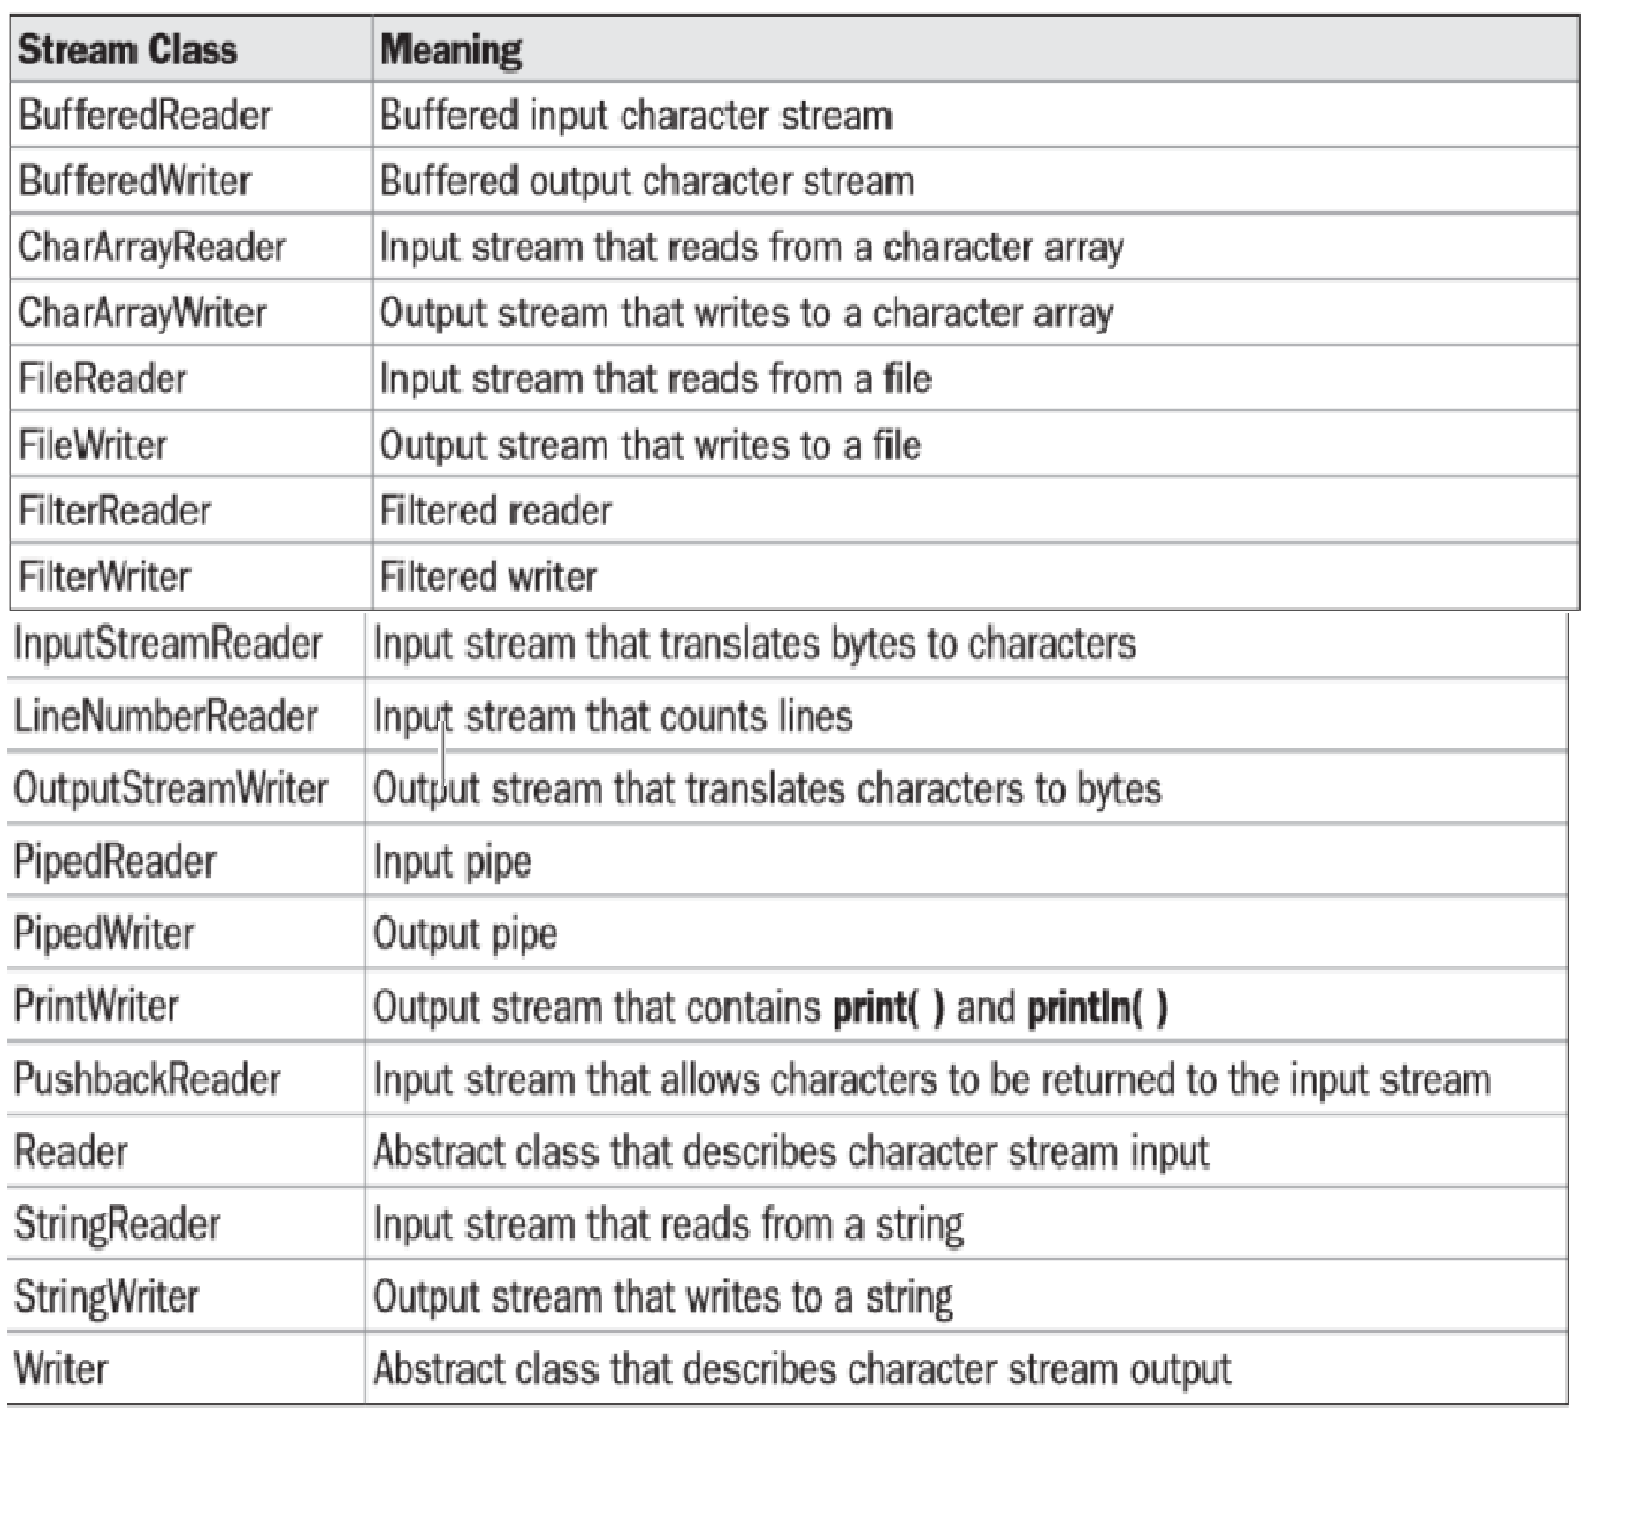 Stream Class Meaning
BufferedReader Buffered input character stream
BufferedWriter Buffered output character stream
CharArrayReader Input stream that reads from a character array
CharArrayWriter Output stream that writes to a character array
FileReader Input stream that reads from a file
FileWriter Output stream that writes to a file
FilterReader Filtered reader
FilterWriter Filtered writer
InputStreamReader Input stream that translates bytes to characters
LineNumberReader Input stream that counts lines
OutputStreamWriter Output stream that translates characters to bytes
PipedReader Input pipe
PipedWriter Output pipe
PrintWriter Output stream that contains print( ) and println( )
PushbackReader Input stream that allows characters to be returned to the input stream
Reader Abstract class that describes character stream input
StringReader Input stream that reads from a string
StringWriter Output stream that writes to a string
Writer Abstract class that describes character stream output